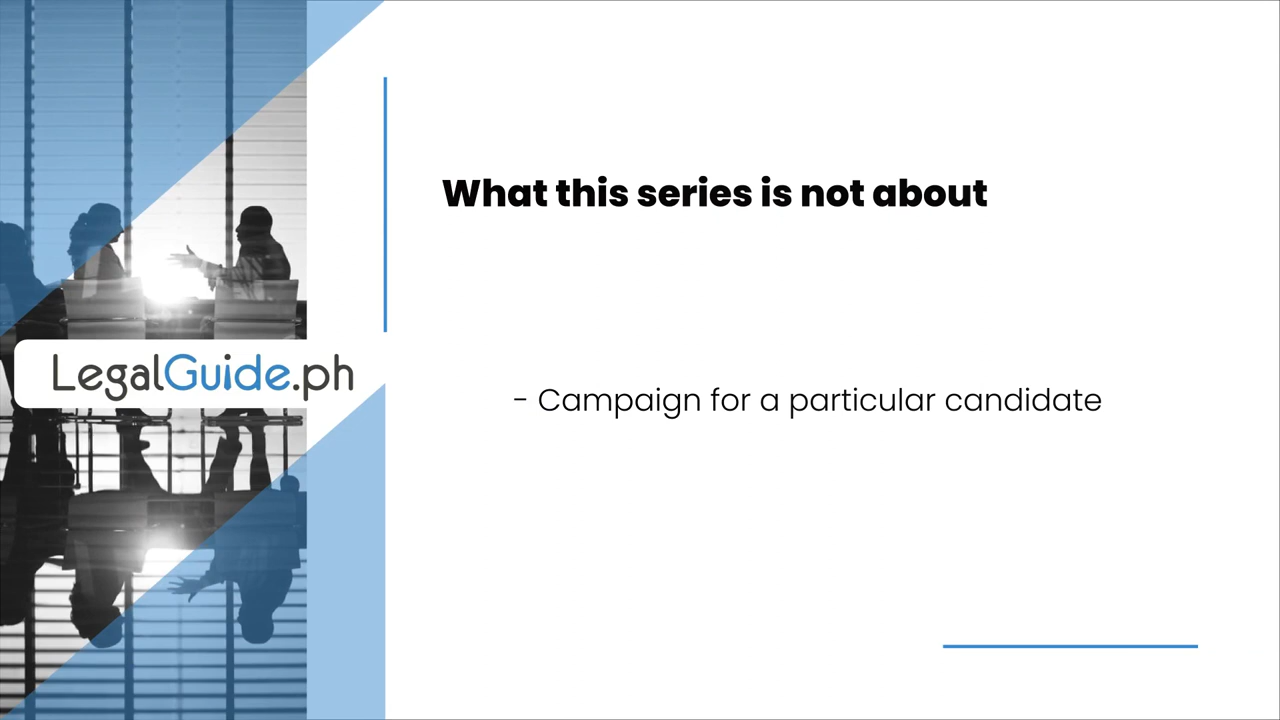 What this series is not about
LegalGuide.ph
- Campaign for a particular candidate